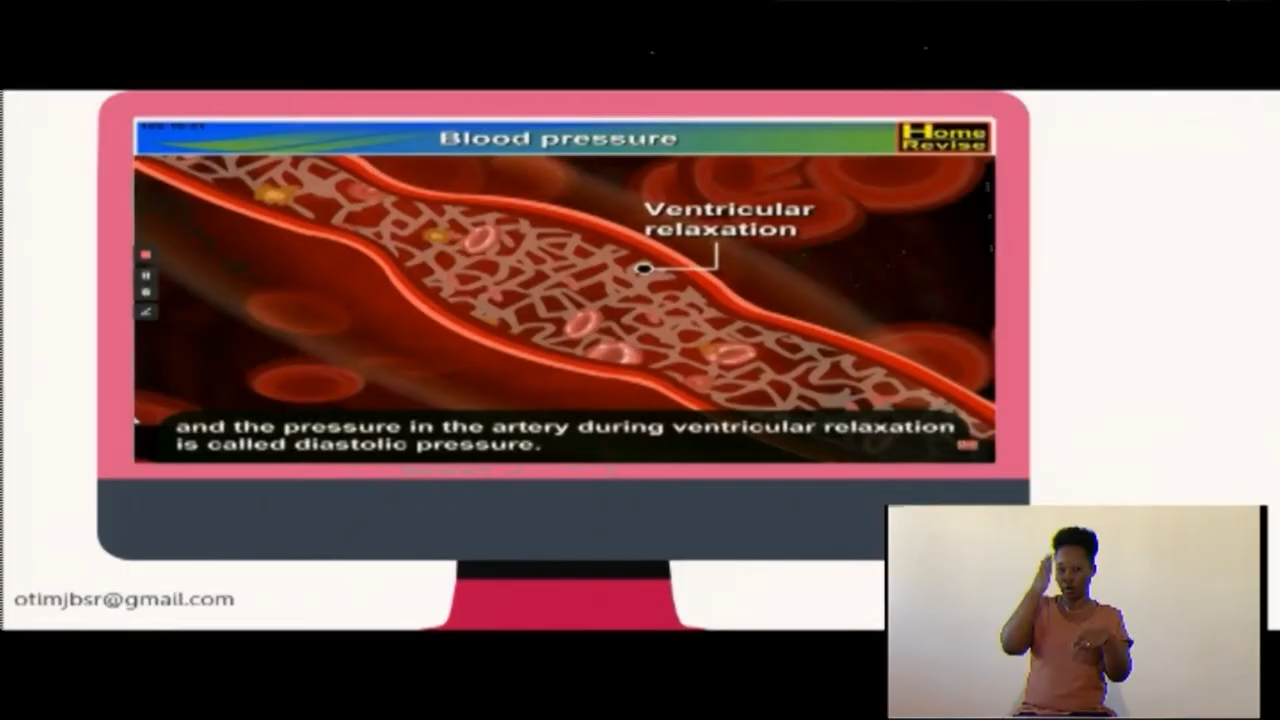 Blood pressure
Home
Revise
Ventricular
relaxation
and the pressure in the artery during ventricular relaxation
is called diastolic pressure.
otimjbsr@gmail.com